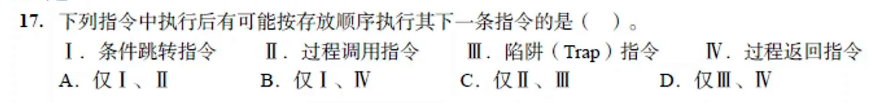 17. 下列指令中执行后有可能按存放顺序执行其下一条指令的是（ ）。
Ⅰ．条件跳转指令 Ⅱ．过程调用指令 Ⅲ．陷阱（Trap）指令 Ⅳ．过程返回指令
A．仅Ⅰ、Ⅱ B．仅Ⅰ、Ⅳ C．仅Ⅱ、Ⅲ D．仅Ⅲ、Ⅳ